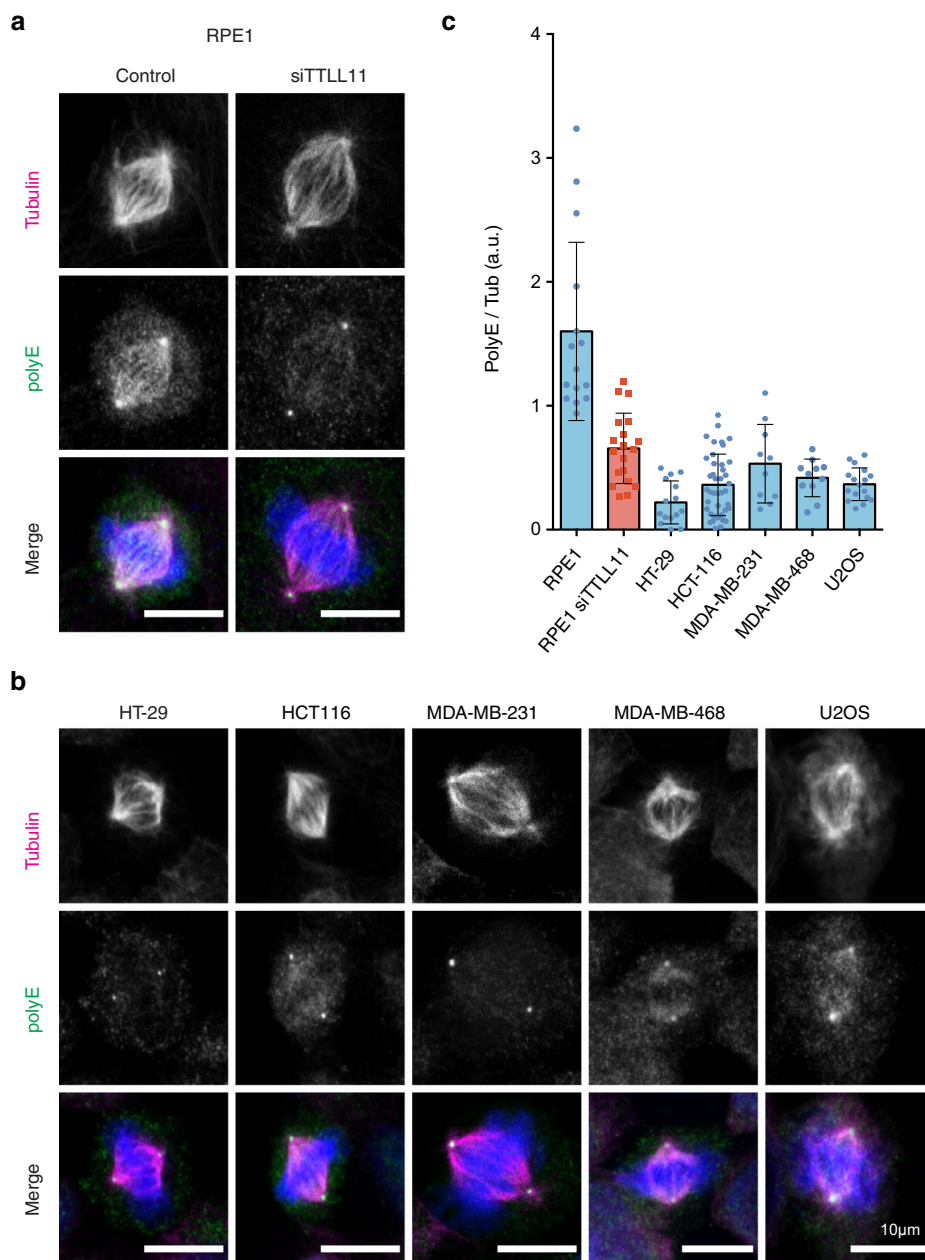 a
RPE1
Control
siTTLL11
Tubulin
polyE
Merge
c
PolyE / Tub (a.u.)
4
3
2
1
0
RPE1
RPE1 siTTLL11
HT-29
HCT-116
MDA-MB-231
MDA-MB-468
U2OS
b
HT-29
HCT116
MDA-MB-231
MDA-MB-468
U2OS
Tubulin
polyE
Merge
10μm